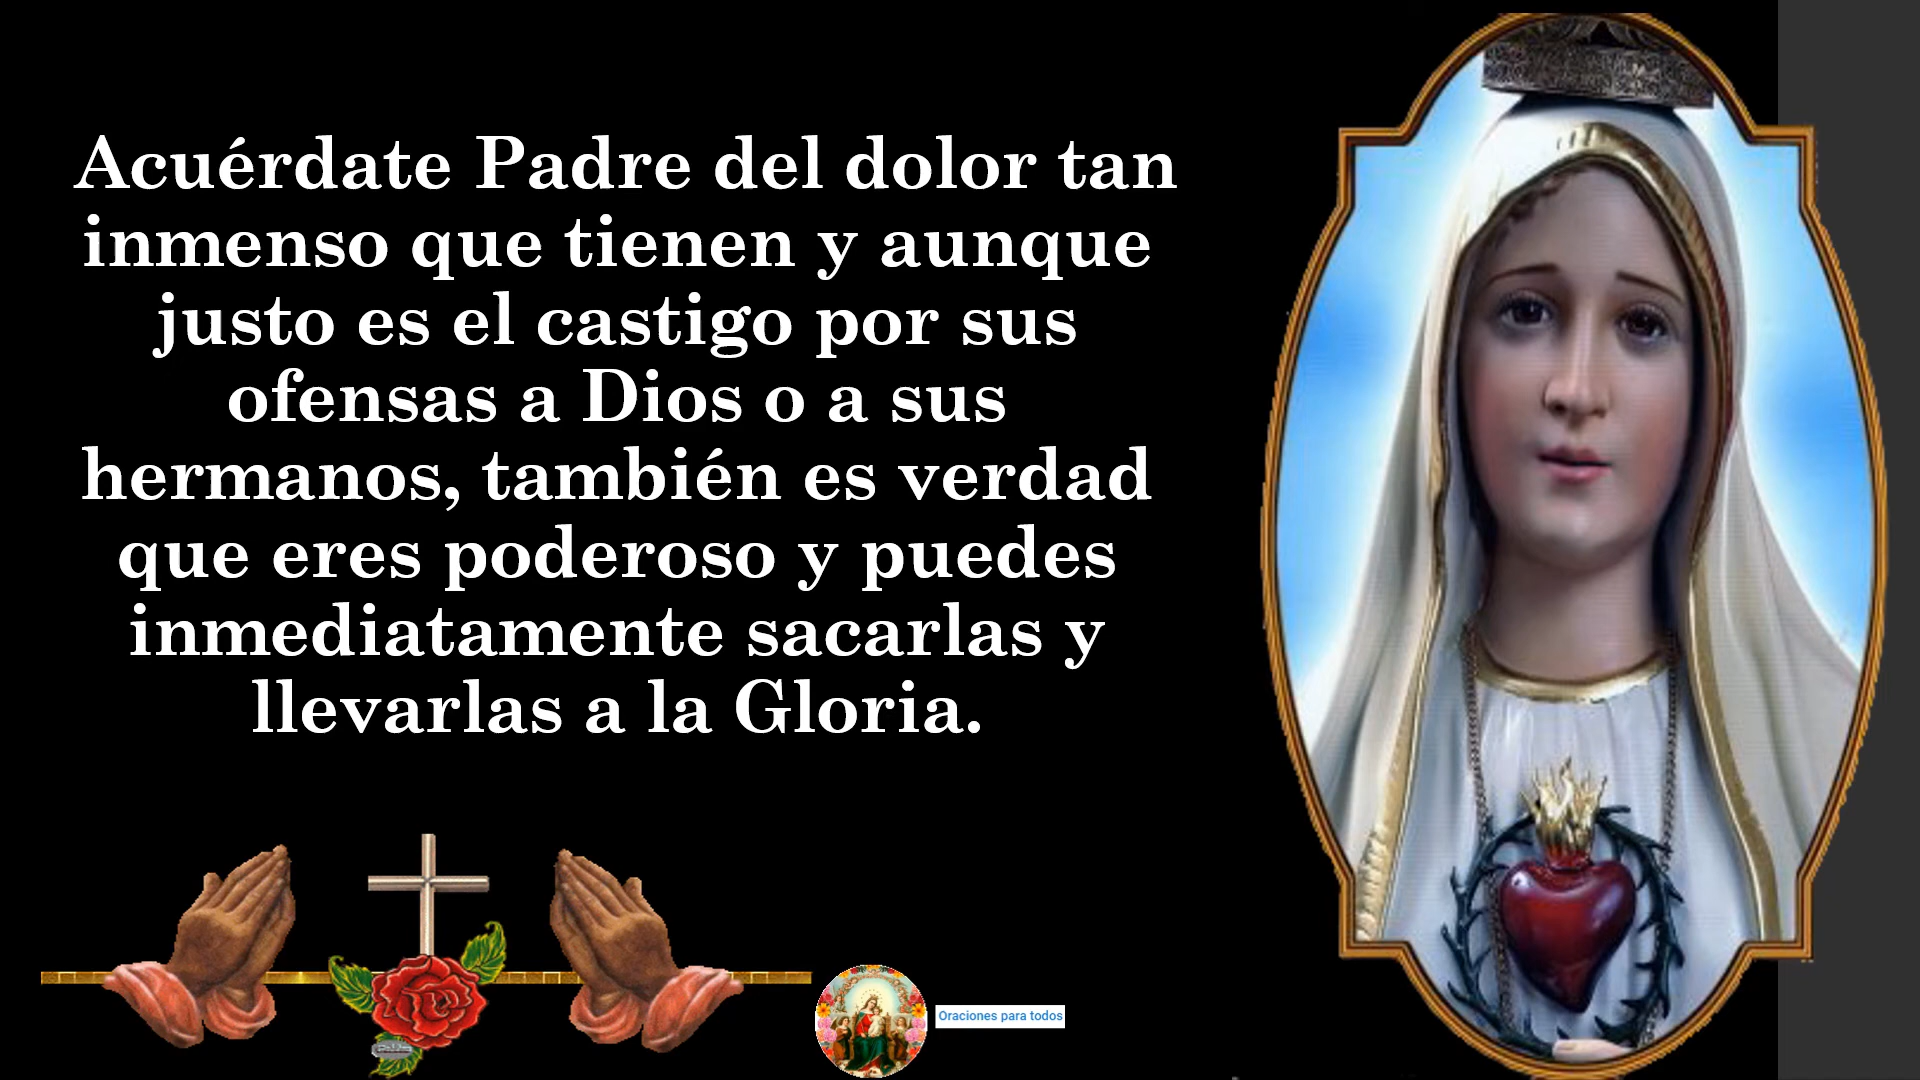 Acuérdate Padre del dolor tan
inmenso que tienen y aunque
justo es el castigo por sus
ofensas a Dios o a sus
hermanos, también es verdad
que eres poderoso y puedes
inmediatamente sacarlas y
llevarlas a la Gloria.
Oraciones para todos